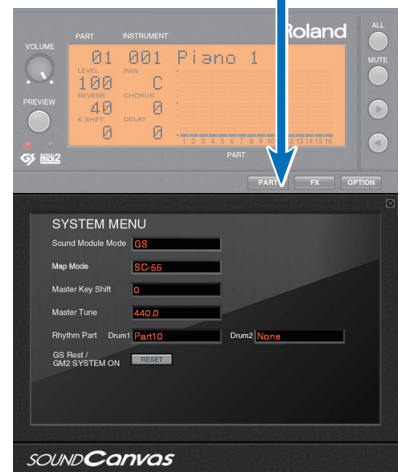 Roland
ALL
VOLUME
PART INSTRUMENT
01 001 Piano 1
MUTE
LEVEL PAN
100 C
PREVIEW
REVERB CHORUS
40 0
K SHIFT DELAY
0 0
1 2 3 4 5 6 7 8 9 10 11 12 13 14 15 16
GS MIDI2
PART
PART FX OPTION
SYSTEM MENU
Sound Module Mode GS
Map Mode SC-55
Master Key Shift 0
Master Tune 440.0
Rhythm Part Drum1 Part10 Drum2 None
GS Rest /
GM2 SYSTEM ON RESET
SOUND Canvas